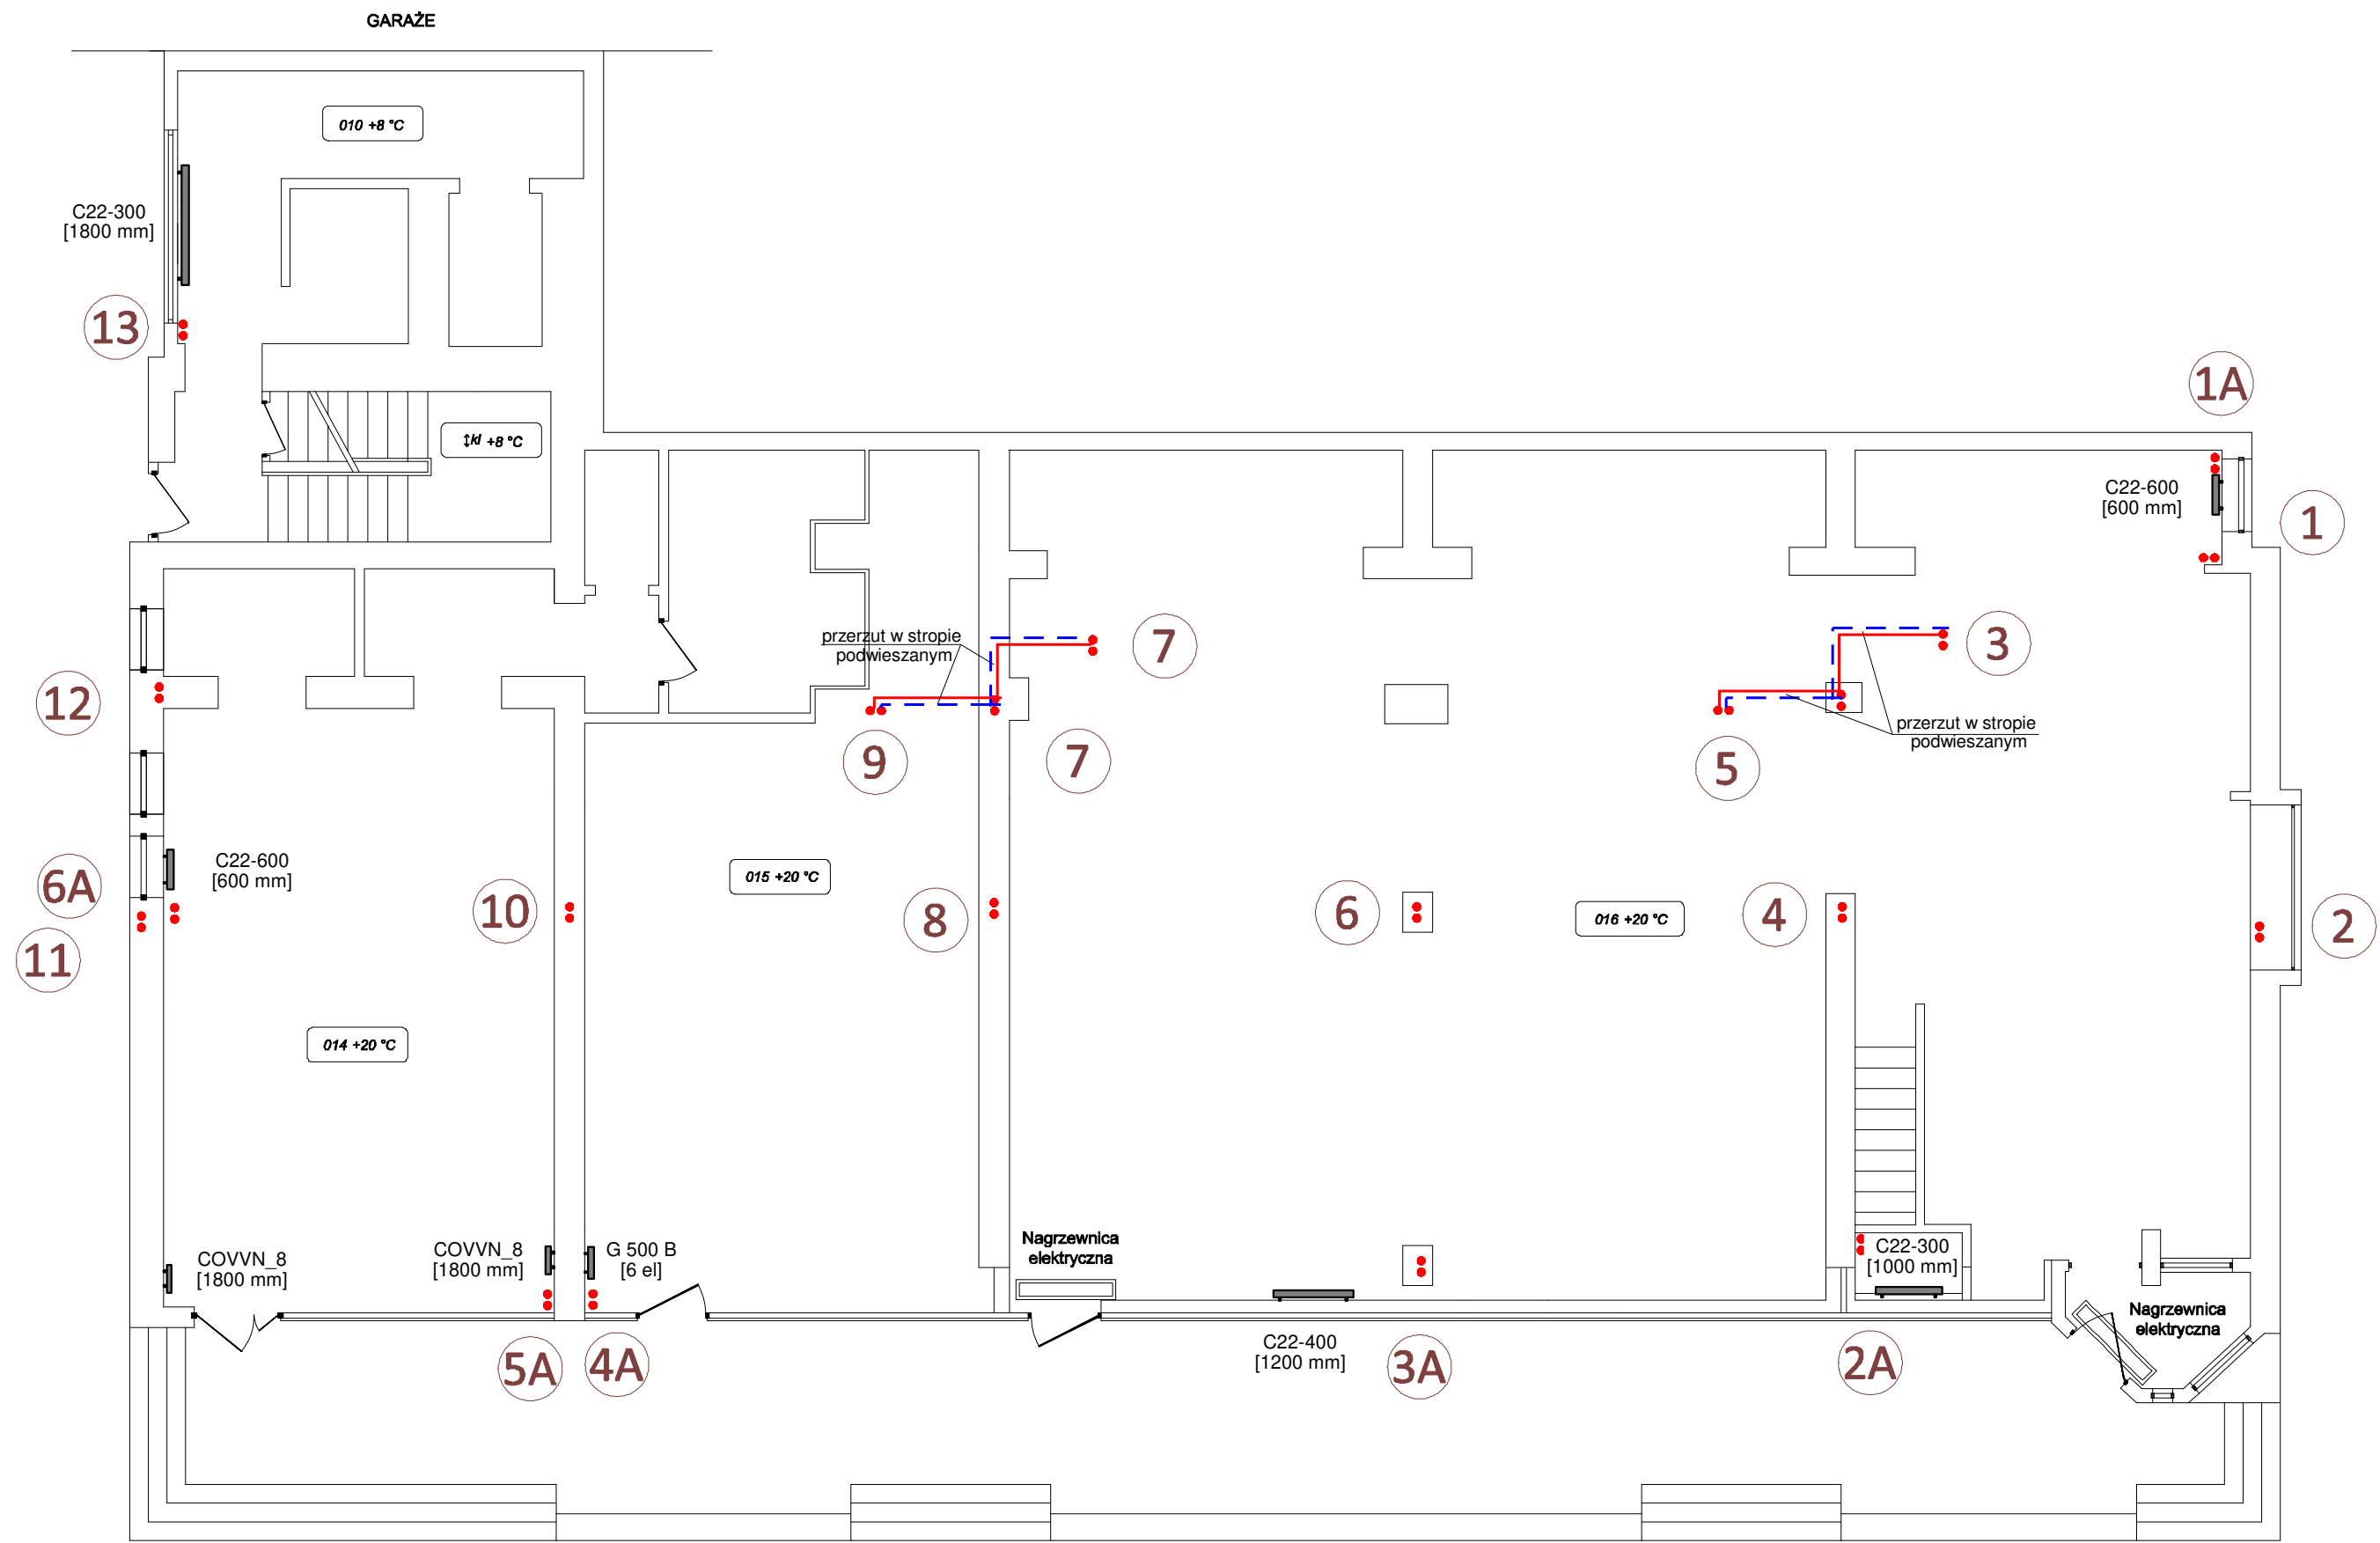 GARAŻE
010 +8 °C
C22-300
[1800 mm]
13
1A
↕kl +8 °C
C22-600
[600 mm]
1
przerzut w stropie
podwieszanym
7
3
12
przerzut w stropie
podwieszanym
9
7
5
C22-600
[600 mm]
6A
015 +20 °C
10
8
6
016 +20 °C
4
2
11
014 +20 °C
Nagrzewnica
elektryczna
COVVN_8
[1800 mm]
COVVN_8
[1800 mm]
G 500 B
[6 el]
C22-300
[1000 mm]
Nagrzewnica
elektryczna
C22-400
[1200 mm]
5A
4A
3A
2A